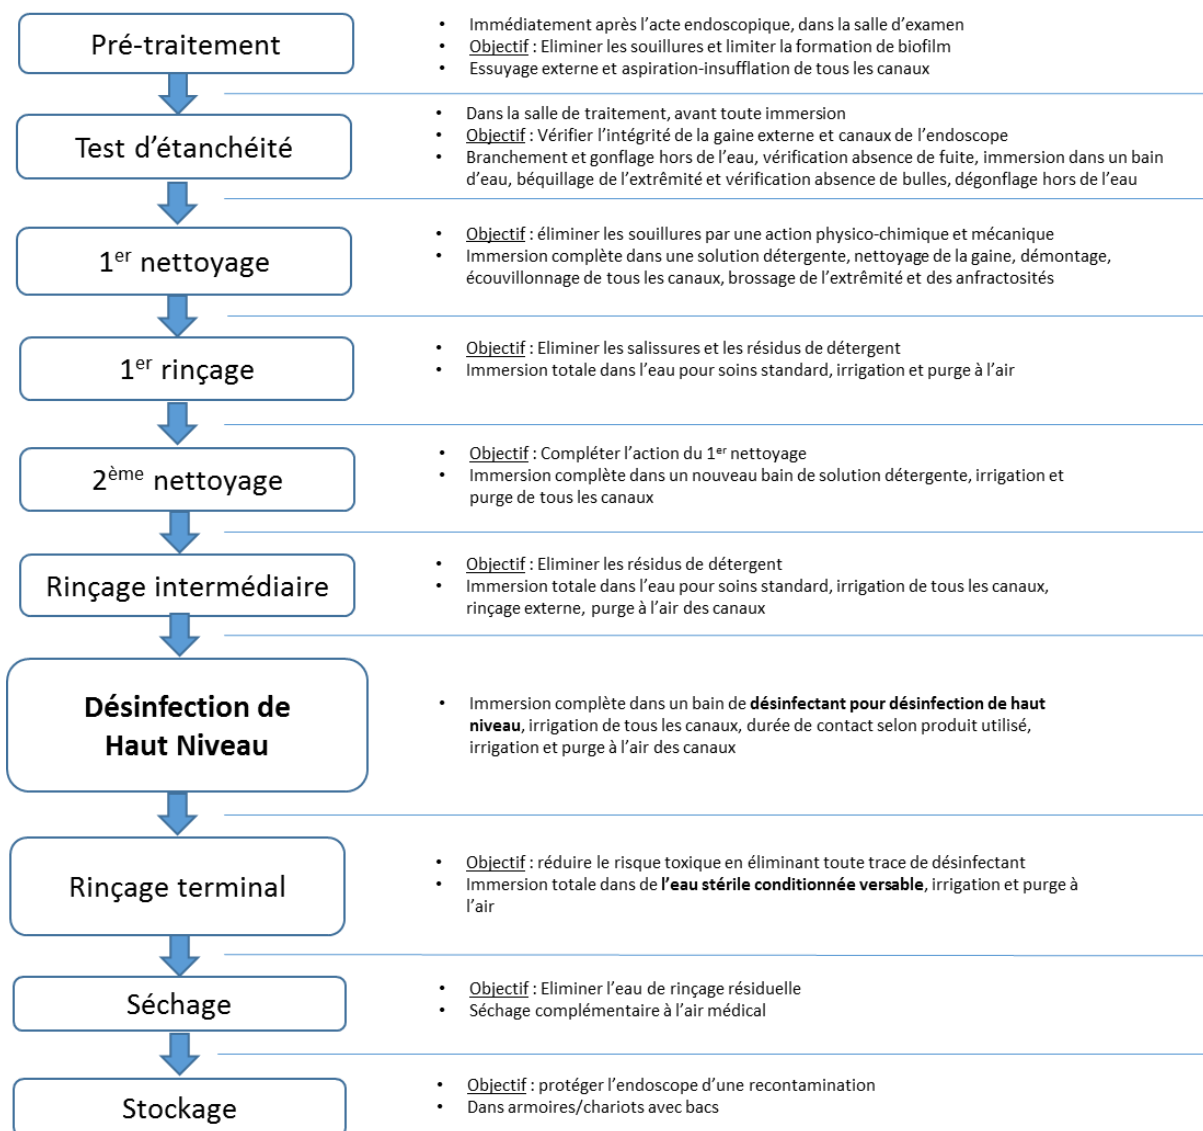 Pré-traitement
• Immédiatement après l’acte endoscopique, dans la salle d’examen
• Objectif : Eliminer les souillures et limiter la formation de biofilm
• Essuyage externe et aspiration-insufflation de tous les canaux
Test d’étanchéité
• Dans la salle de traitement, avant toute immersion
• Objectif : Vérifier l’intégrité de la gaine externe et canaux de l’endoscope
• Branchement et gonflage hors de l’eau, vérification absence de fuite, immersion dans un bain
d’eau, béquillage de l’extrêmité et vérification absence de bulles, dégonflage hors de l’eau
1er nettoyage
• Objectif : éliminer les souillures par une action physico-chimique et mécanique
• Immersion complète dans une solution détergente, nettoyage de la gaine, démontage,
écouvillonnage de tous les canaux, brossage de l’extrêmité et des anfractosités
1er rinçage
• Objectif : Eliminer les salissures et les résidus de détergent
• Immersion totale dans l’eau pour soins standard, irrigation et purge à l’air
2ème nettoyage
• Objectif : Compléter l’action du 1er nettoyage
• Immersion complète dans un nouveau bain de solution détergente, irrigation et
purge de tous les canaux
Rinçage intermédiaire
• Objectif : Eliminer les résidus de détergent
• Immersion totale dans l’eau pour soins standard, irrigation de tous les canaux,
rinçage externe, purge à l’air des canaux
Désinfection de
Haut Niveau
• Immersion complète dans un bain de désinfectant pour désinfection de haut
niveau, irrigation de tous les canaux, durée de contact selon produit utilisé,
irrigation et purge à l’air des canaux
Rinçage terminal
• Objectif : réduire le risque toxique en éliminant toute trace de désinfectant
• Immersion totale dans de l’eau stérile conditionnée versable, irrigation et purge à
l’air
Séchage
• Objectif : Eliminer l’eau de rinçage résiduelle
• Séchage complémentaire à l’air médical
Stockage
• Objectif : protéger l’endoscope d’une recontamination
• Dans armoires/chariots avec bacs